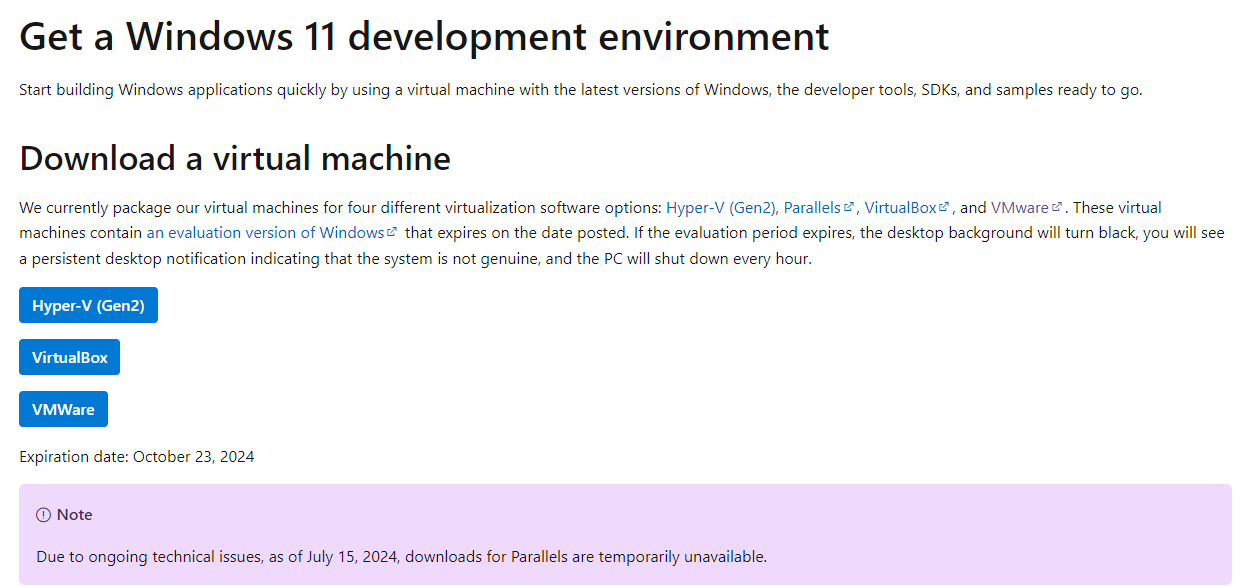 Get a Windows 11 development environment
Start building Windows applications quickly by using a virtual machine with the latest versions of Windows, the developer tools, SDKs, and samples ready to go.
Download a virtual machine
We currently package our virtual machines for four different virtualization software options: Hyper-V (Gen2), Parallels, VirtualBox, and VMware. These virtual
machines contain an evaluation version of Windows that expires on the date posted. If the evaluation period expires, the desktop background will turn black, you will see
a persistent desktop notification indicating that the system is not genuine, and the PC will shut down every hour.
Hyper-V (Gen2)
VirtualBox
VMWare
Expiration date: October 23, 2024
Note
Due to ongoing technical issues, as of July 15, 2024, downloads for Parallels are temporarily unavailable.